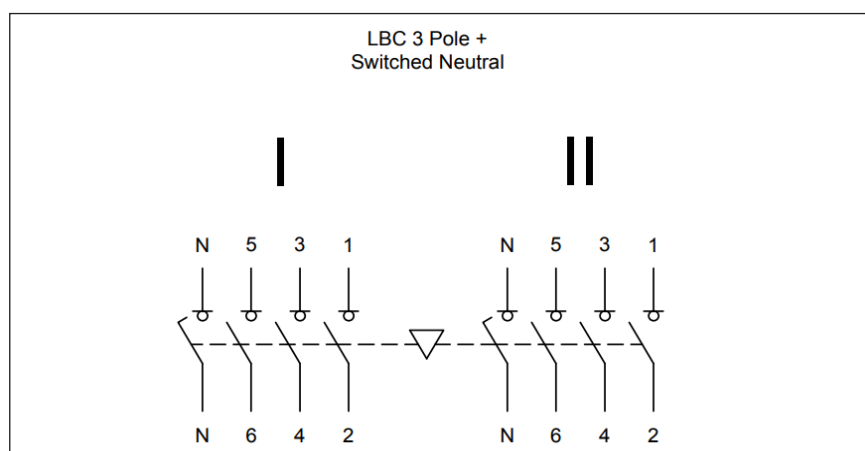 LBC 3 Pole +
Switched Neutral
I II
N 5 3 1 N 5 3 1
N 6 4 2 N 6 4 2